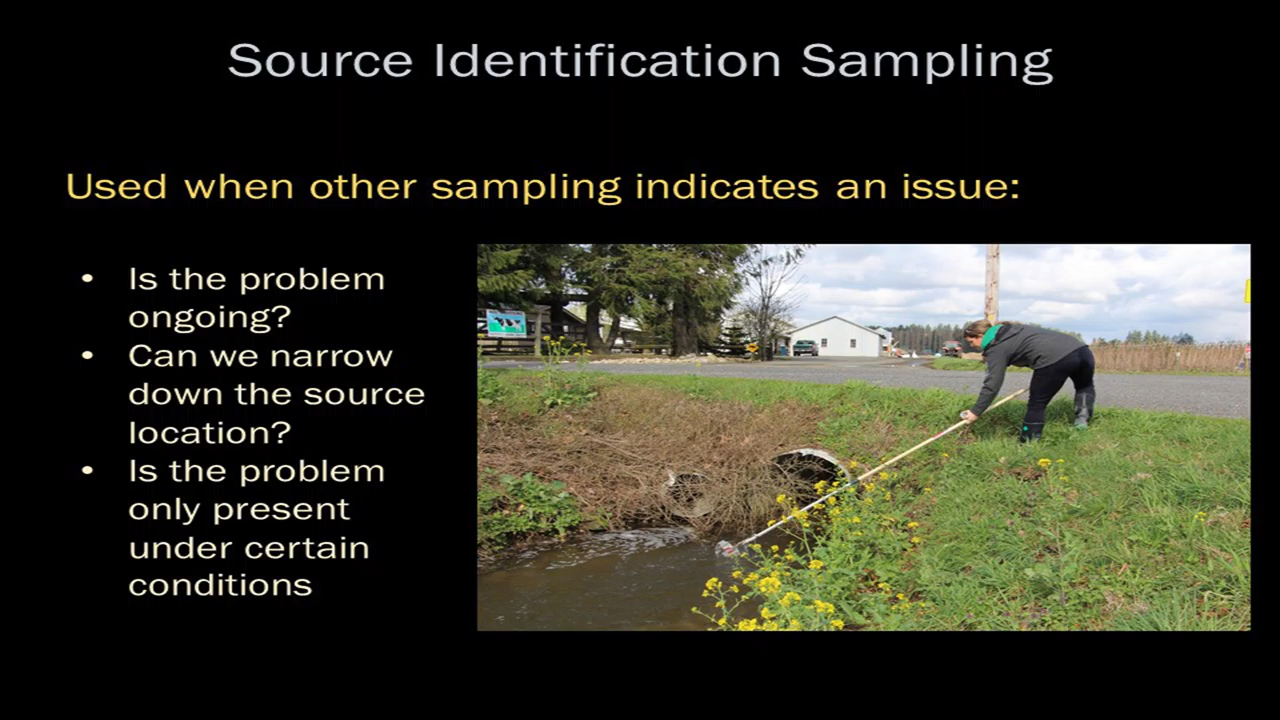 Source Identification Sampling
Used when other sampling indicates an issue:
• Is the problem
ongoing?
• Can we narrow
down the source
location?
• Is the problem
only present
under certain
conditions